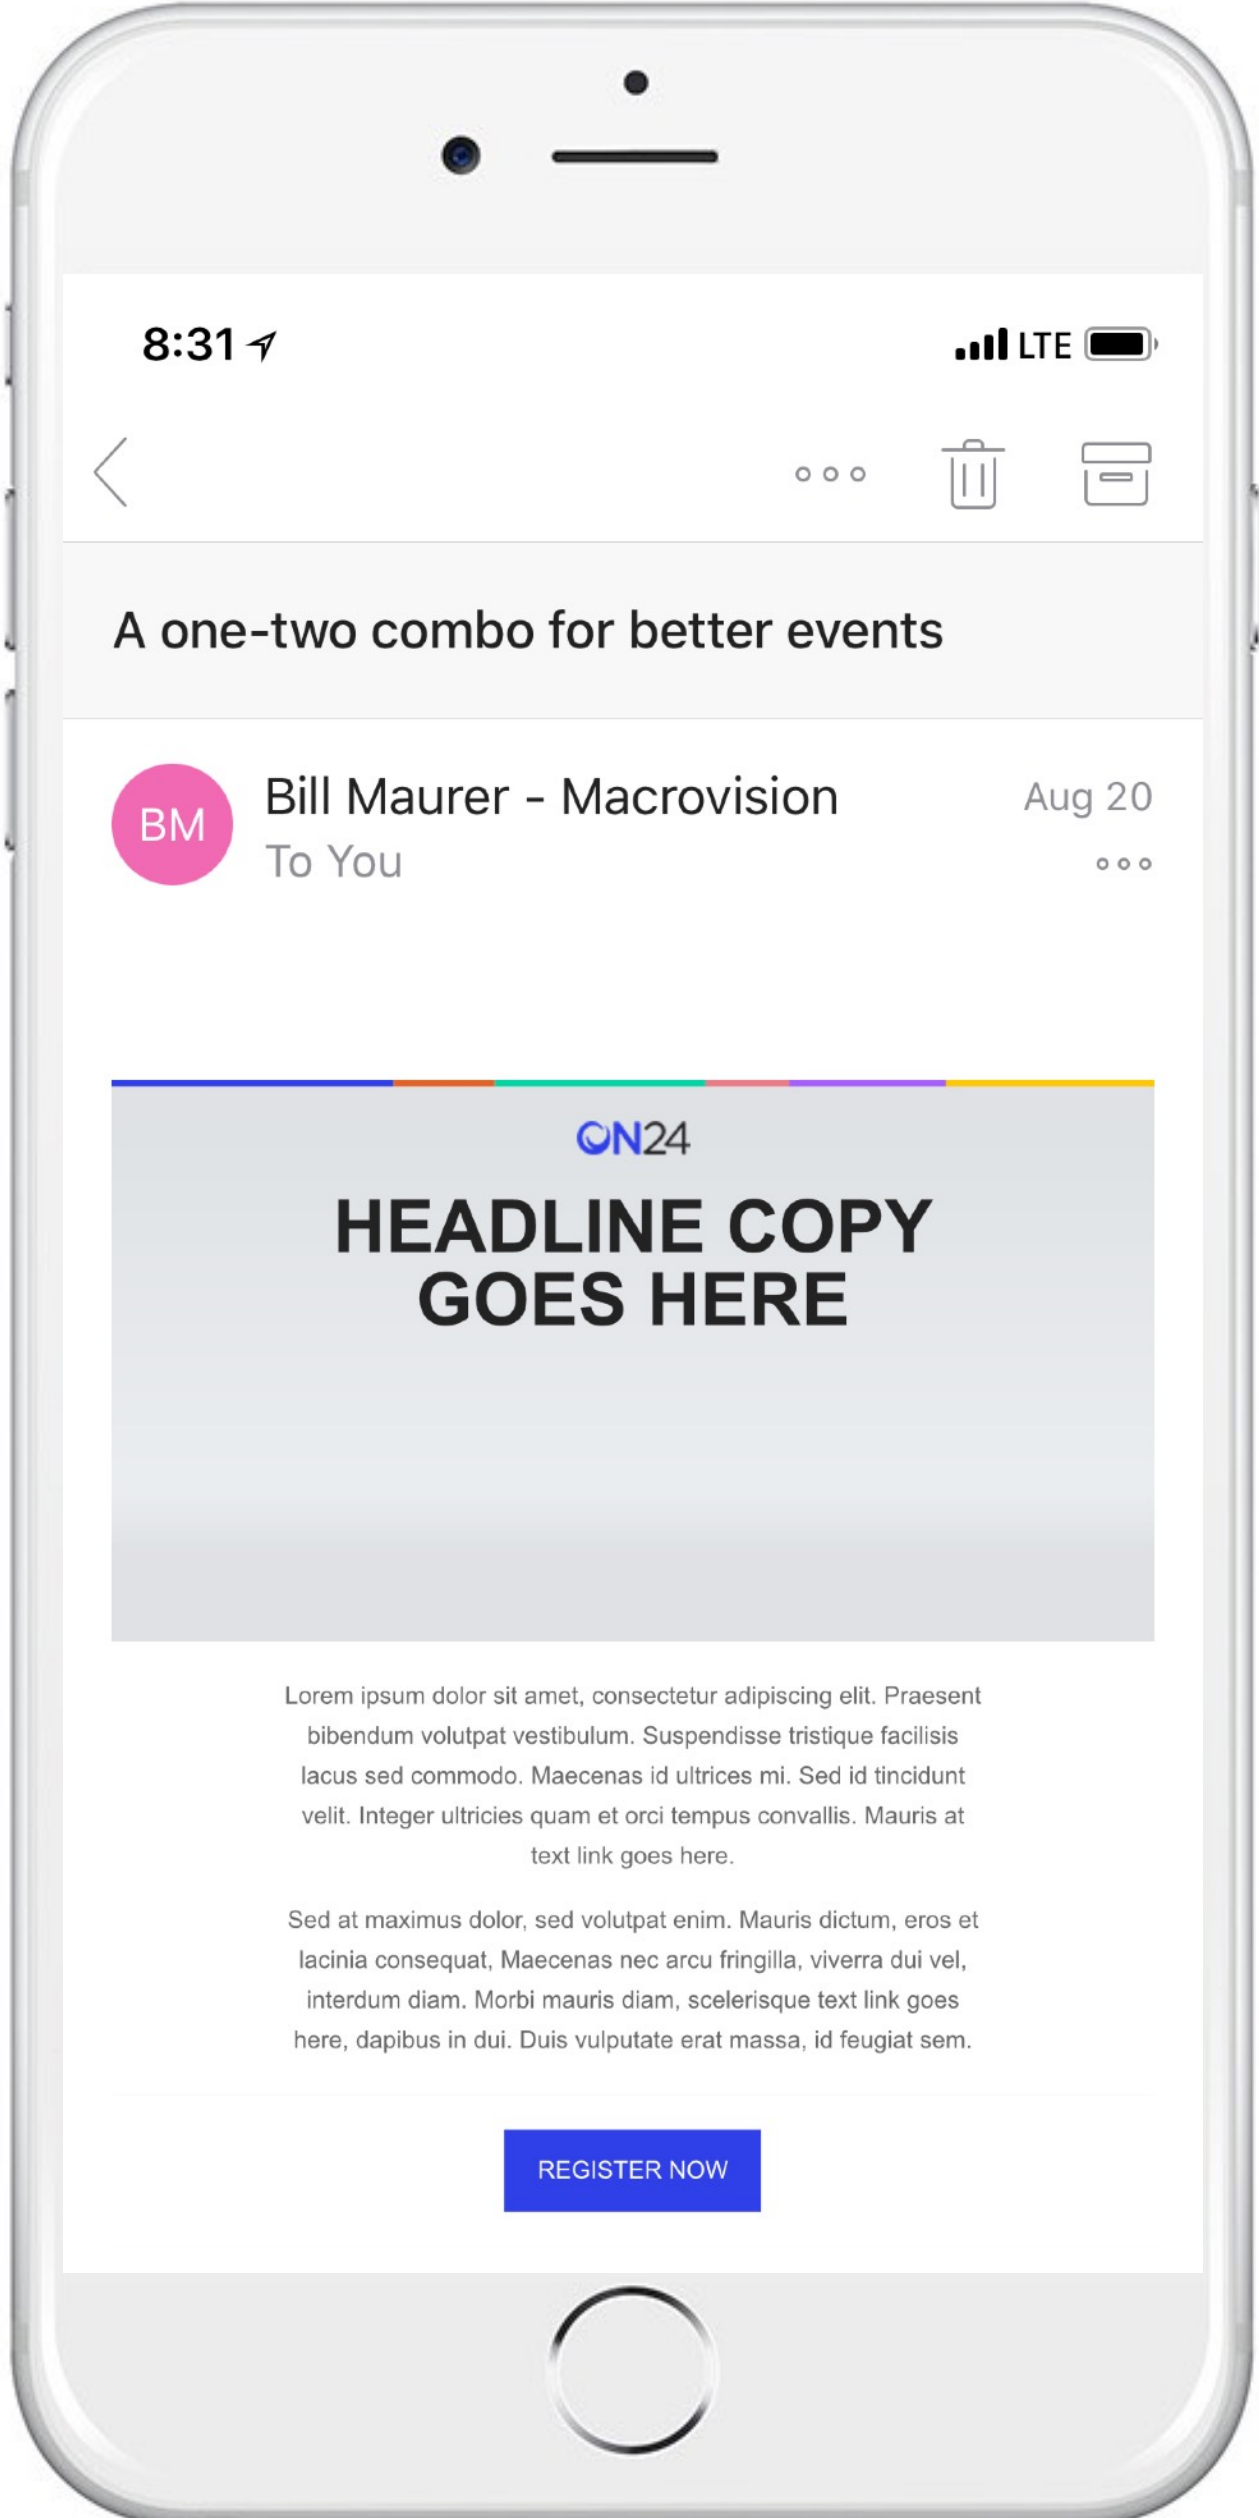 8:31 LTE
A one-two combo for better events
BM
Bill Maurer - Macrovision Aug 20
To You
ON24
HEADLINE COPY
GOES HERE
Lorem ipsum dolor sit amet, consectetur adipiscing elit. Praesent
bibendum volutpat vestibulum. Suspendisse tristique facilisis
lacus sed commodo. Maecenas id ultrices mi. Sed id tincidunt
velit. Integer ultricies quam et orci tempus convallis. Mauris at
text link goes here.
Sed at maximus dolor, sed volutpat enim. Mauris dictum, eros et
lacinia consequat, Maecenas nec arcu fringilla, viverra dui vel,
interdum diam. Morbi mauris diam, scelerisque text link goes
here, dapibus in dui. Duis vulputate erat massa, id feugiat sem.
REGISTER NOW